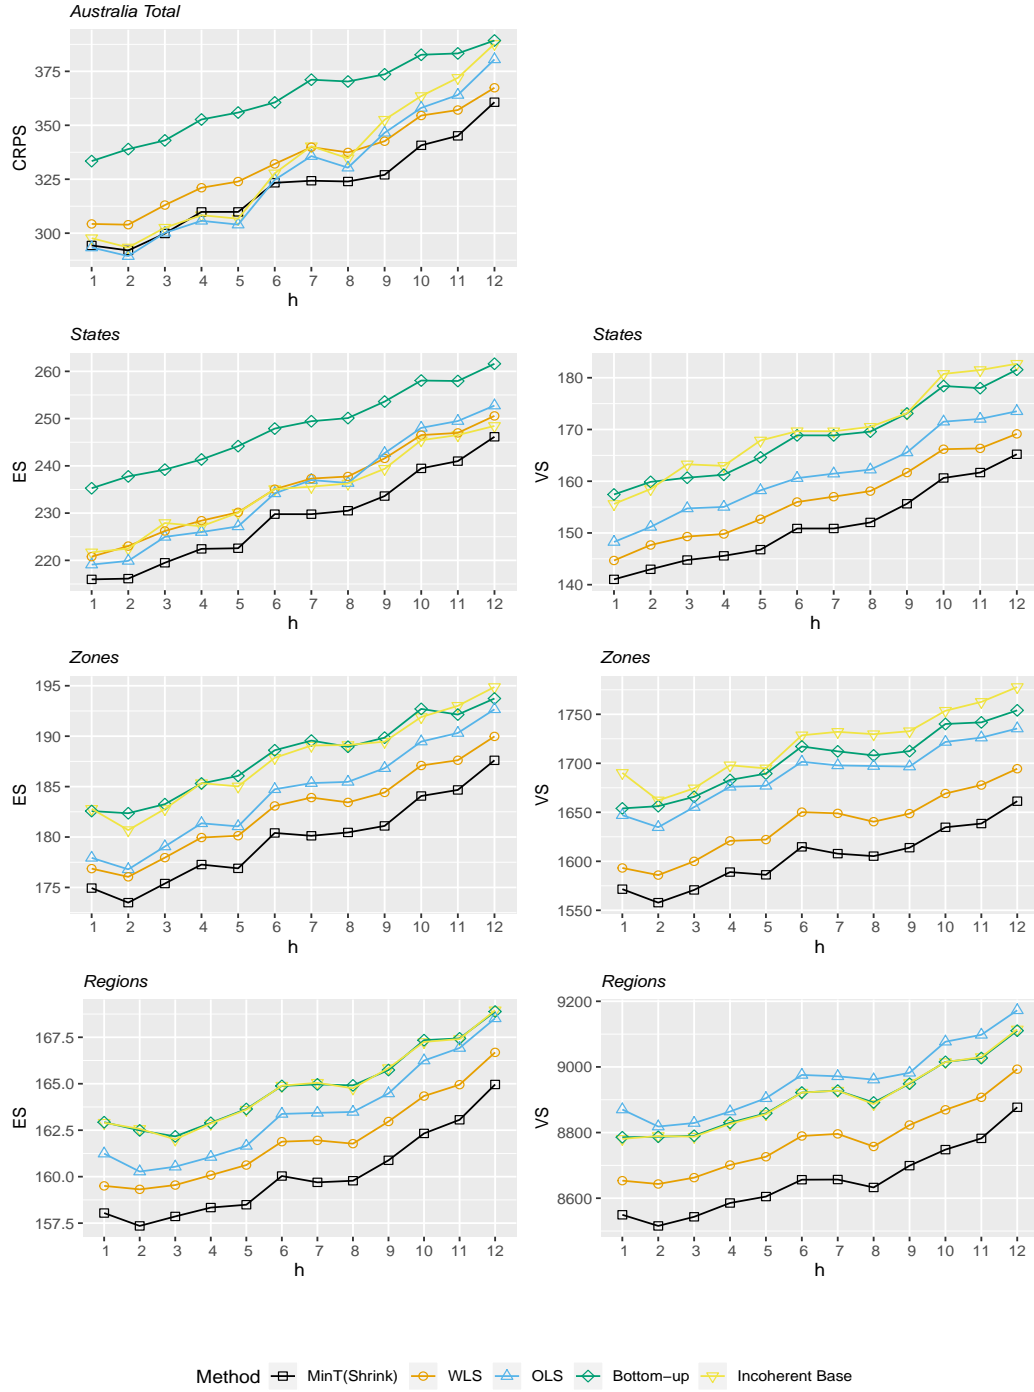 Australia Total
CRPS
375
350
325
300
1 2 3 4 5 6 7 8 9 10 11 12
h
States
ES
260
250
240
230
220
1 2 3 4 5 6 7 8 9 10 11 12
h
States
VS
180
170
160
150
140
1 2 3 4 5 6 7 8 9 10 11 12
h
Zones
ES
195
190
185
180
175
1 2 3 4 5 6 7 8 9 10 11 12
h
Zones
VS
1750
1700
1650
1600
1550
1 2 3 4 5 6 7 8 9 10 11 12
h
Regions
ES
167.5
165.0
162.5
160.0
157.5
1 2 3 4 5 6 7 8 9 10 11 12
h
Regions
VS
9200
9000
8800
8600
1 2 3 4 5 6 7 8 9 10 11 12
h
Method MinT(Shrink) WLS OLS Bottom−up Incoherent Base